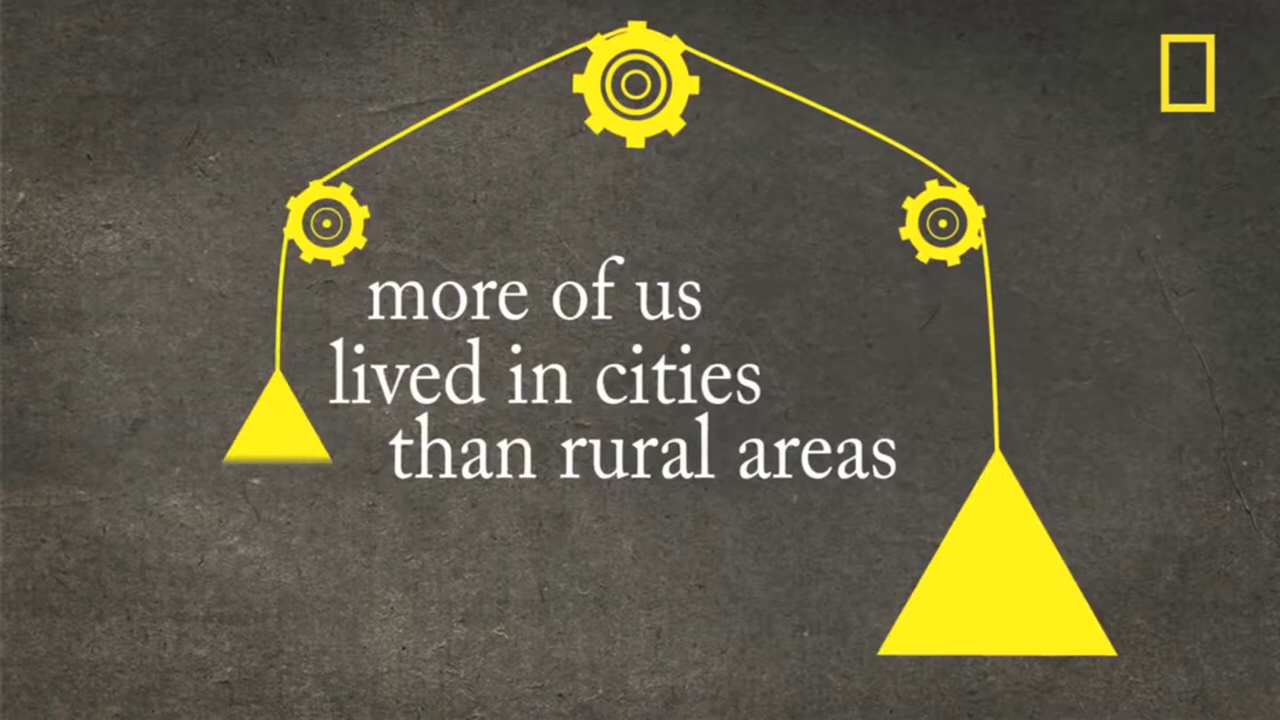 more of us
lived in cities
than rural areas